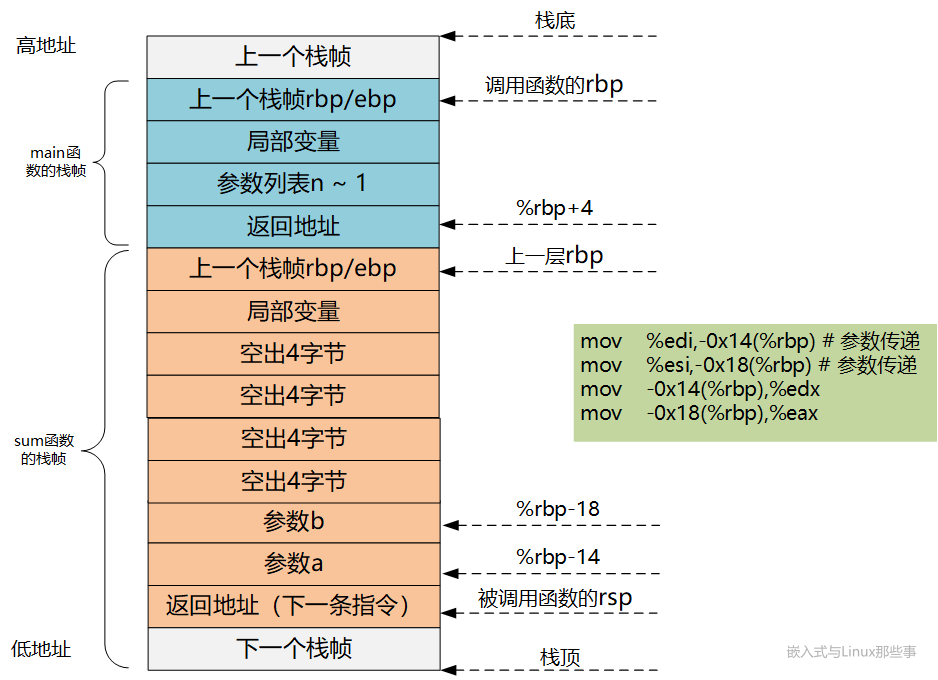 栈底
高地址
上一个栈帧
调用函数的rbp
上一个栈帧rbp/ebp
局部变量
main函
数的栈帧
参数列表n ~ 1
%rbp+4
返回地址
上一层rbp
上一个栈帧rbp/ebp
局部变量
空出4字节
空出4字节
mov %edi,-0x14(%rbp) # 参数传递
mov %esi,-0x18(%rbp) # 参数传递
mov -0x14(%rbp),%edx
mov -0x18(%rbp),%eax
sum函数
的栈帧
空出4字节
空出4字节
%rbp-18
参数b
%rbp-14
参数a
被调用函数的rsp
返回地址（下一条指令）
低地址
下一个栈帧
栈顶
嵌入式与Linux那些事